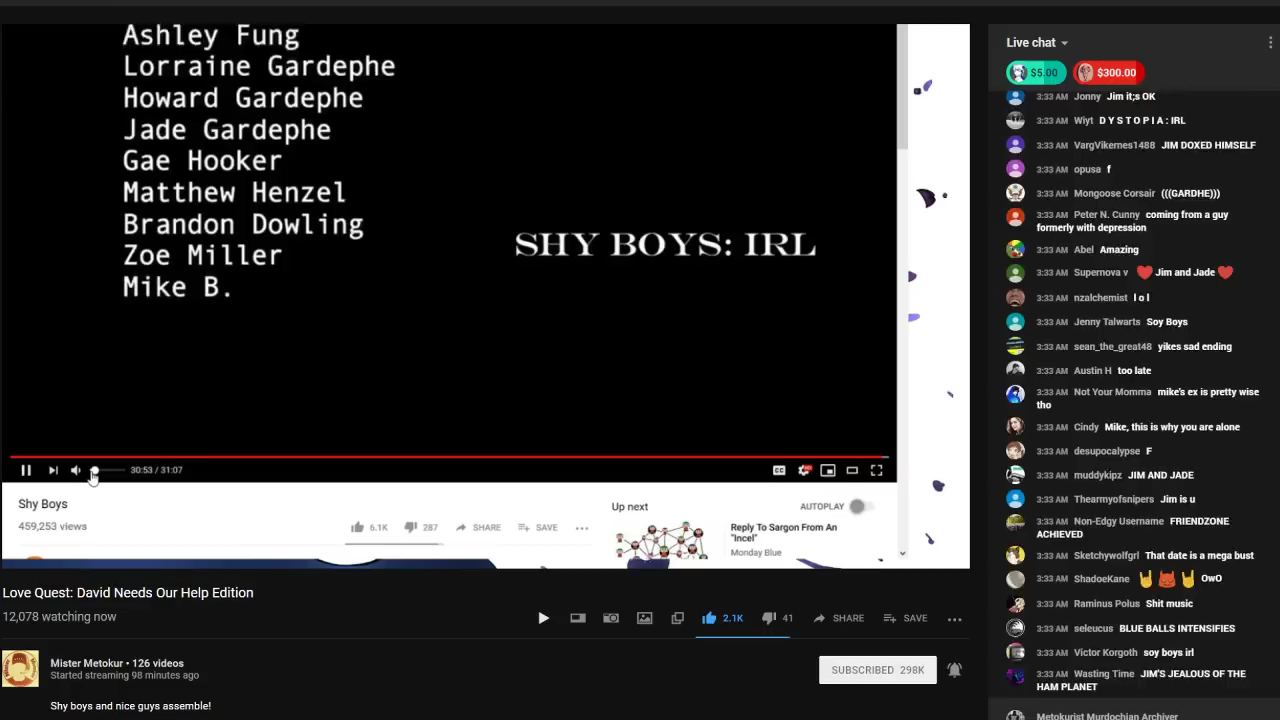 Ashley Fung
Lorraine Gardephe
Howard Gardephe
Jade Gardephe
Gae Hooker
Matthew Henzel
Brandon Dowling
Zoe Miller
Mike B.
SHY BOYS: IRL
30:53 / 31:07
CC
Shy Boys
459,253 views
6.1K
287
SHARE
SAVE
Up next
AUTOPLAY
Reply To Sargon From An
"Incel"
Monday Blue
Love Quest: David Needs Our Help Edition
12,078 watching now
2.1K
41
SHARE
SAVE
Mister Metokur • 126 videos
Started streaming 98 minutes ago
SUBSCRIBED 298K
Shy boys and nice guys assemble!
Live chat
$5.00
$300.00
3:33 AM Jonny Jim it;s OK
3:33 AM Wiyt D Y S T O P I A : IRL
3:33 AM VargVikernes1488 JIM DOXED HIMSELF
3:33 AM opusa f
3:33 AM Mongoose Corsair (((GARDHE)))
3:33 AM Peter N. Cunny coming from a guy
formerly with depression
3:33 AM Abel Amazing
3:33 AM Supernova v Jim and Jade
3:33 AM nzalchemist l o l
3:33 AM Jenny Talwarts Soy Boys
3:33 AM sean_the_great48 yikes sad ending
3:33 AM Austin H too late
3:33 AM Not Your Momma mike's ex is pretty wise
tho
3:33 AM Cindy Mike, this is why you are alone
3:33 AM desupocalypse F
3:33 AM muddykipz JIM AND JADE
3:33 AM Thearmyofsnipers Jim is u
3:33 AM Non-Edgy Username FRIENDZONE
ACHIEVED
3:33 AM Sketchywolfgrl That date is a mega bust
3:33 AM ShadoeKane OwO
3:33 AM Raminus Polus Shit music
3:33 AM seleucus BLUE BALLS INTENSIFIES
3:33 AM Victor Korgoth soy boys irl
3:33 AM Wasting Time JIM'S JEALOUS OF THE
HAM PLANET
Metokurist Murdochian Archiver